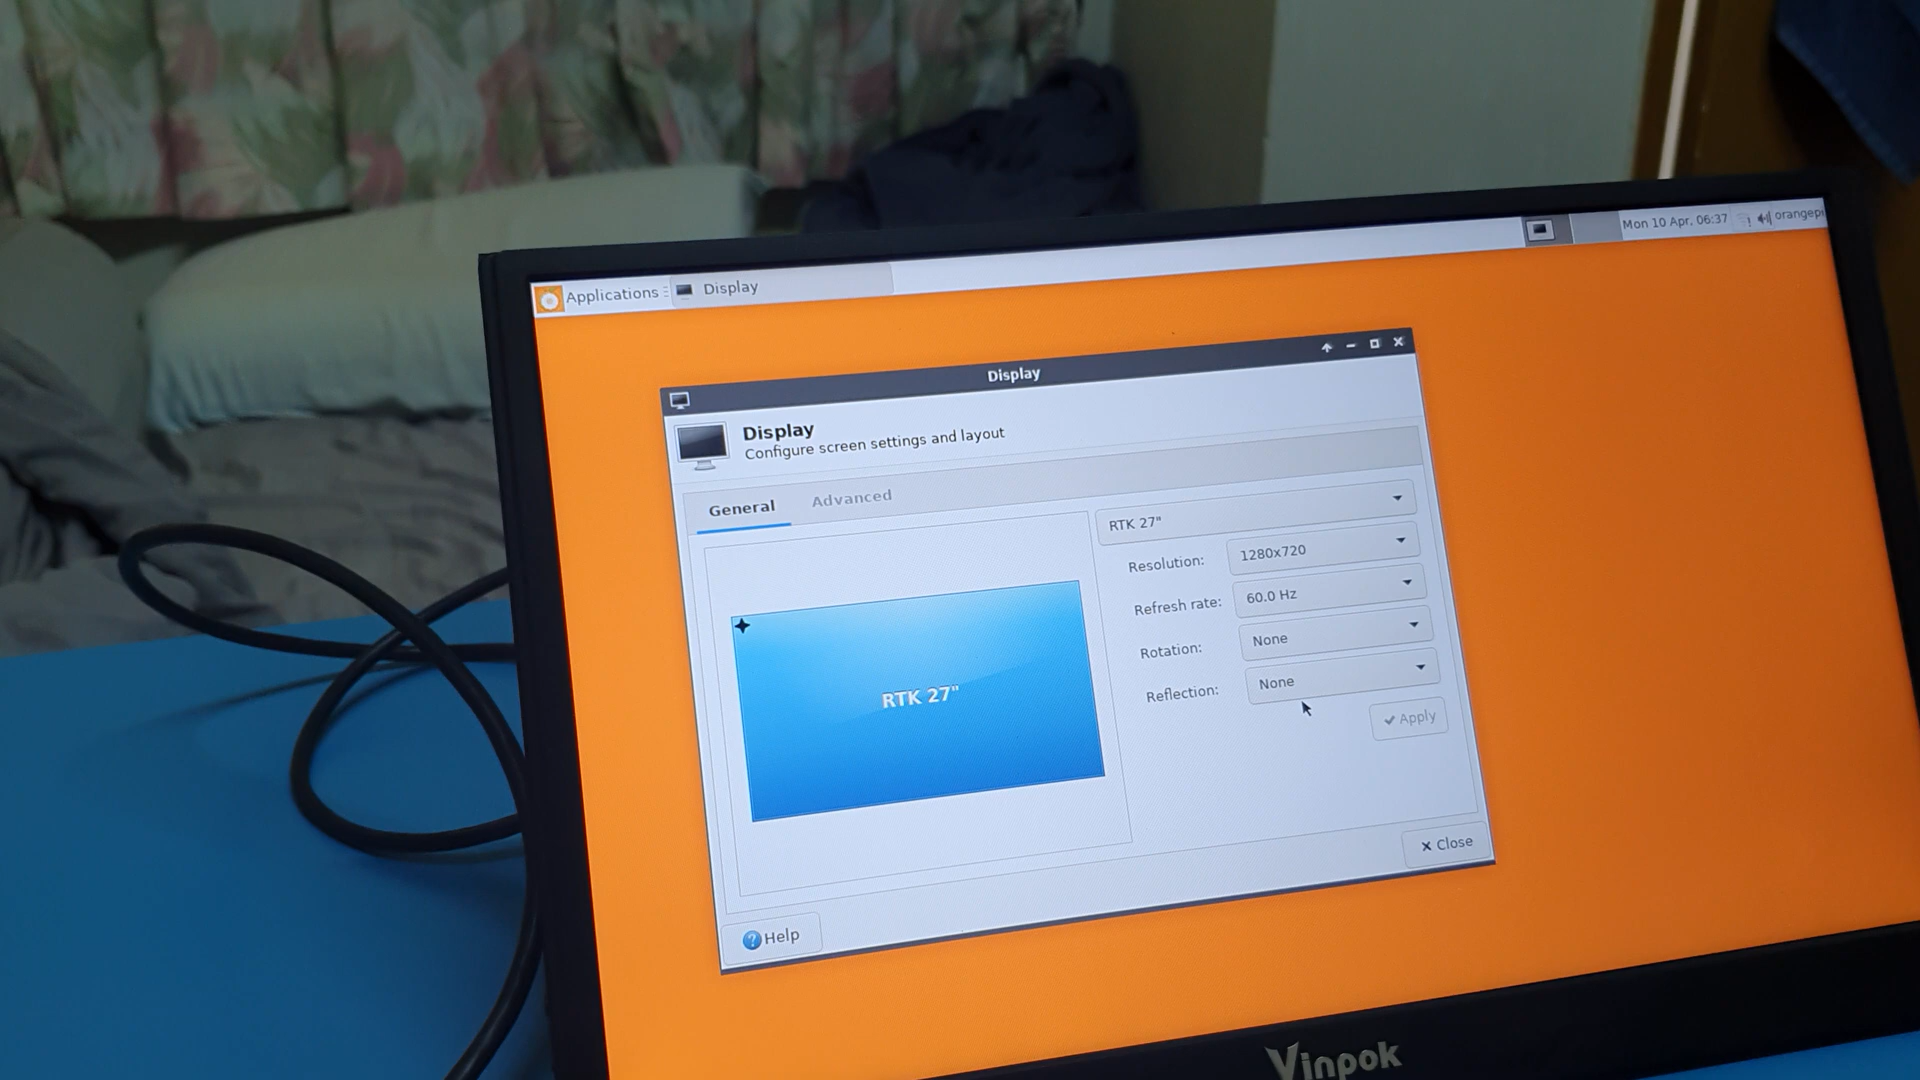 Applications
Display
Mon 10 Apr, 06:37
orangepi
Display
Display
Configure screen settings and layout
General
Advanced
RTK 27"
Resolution: 1280x720
Refresh rate: 60.0 Hz
Rotation: None
Reflection: None
Apply
RTK 27"
Close
Help
Vinpok